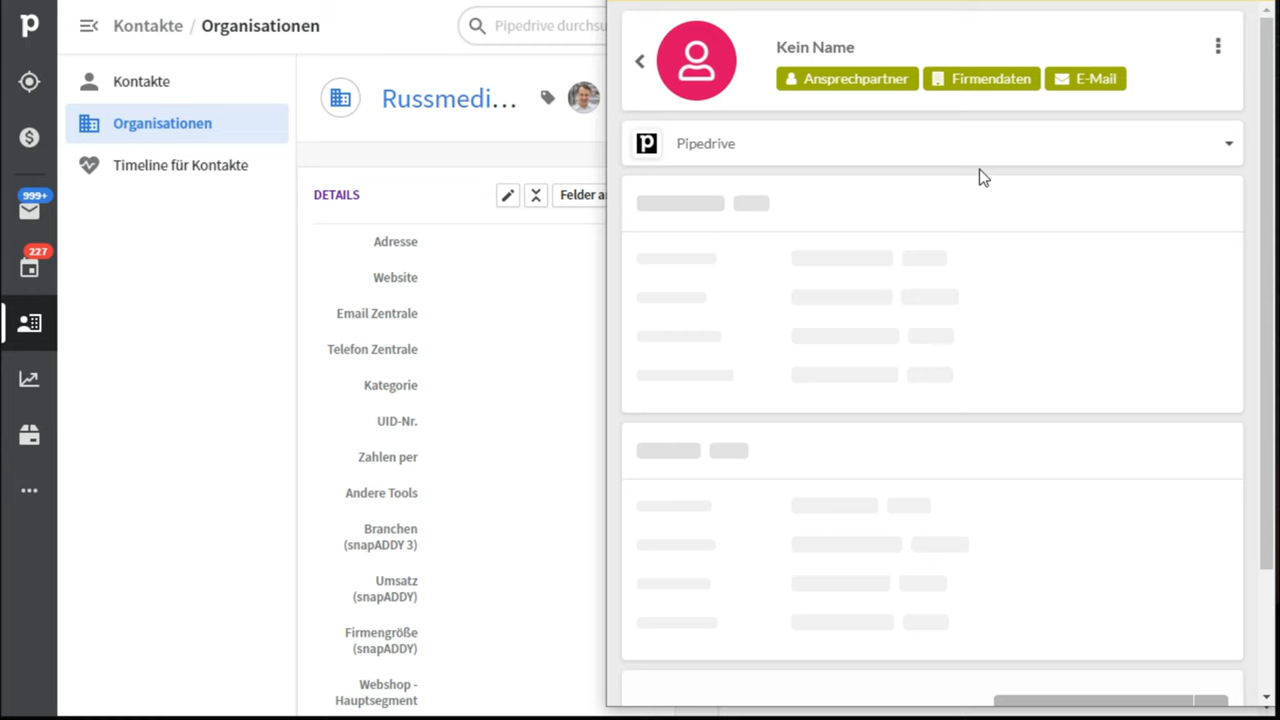 p
Kontakte / Organisationen
Pipedrive durchsu
Kontakte
Organisationen
Timeline für Kontakte
999+
227
Russmedi...
DETAILS
Felder a
Adresse
Website
Email Zentrale
Telefon Zentrale
Kategorie
UID-Nr.
Zahlen per
Andere Tools
Branchen
(snapADDY 3)
Umsatz
(snapADDY)
Firmengröße
(snapADDY)
Webshop -
Hauptsegment
Kein Name
Ansprechpartner
Firmendaten
E-Mail
p
Pipedrive